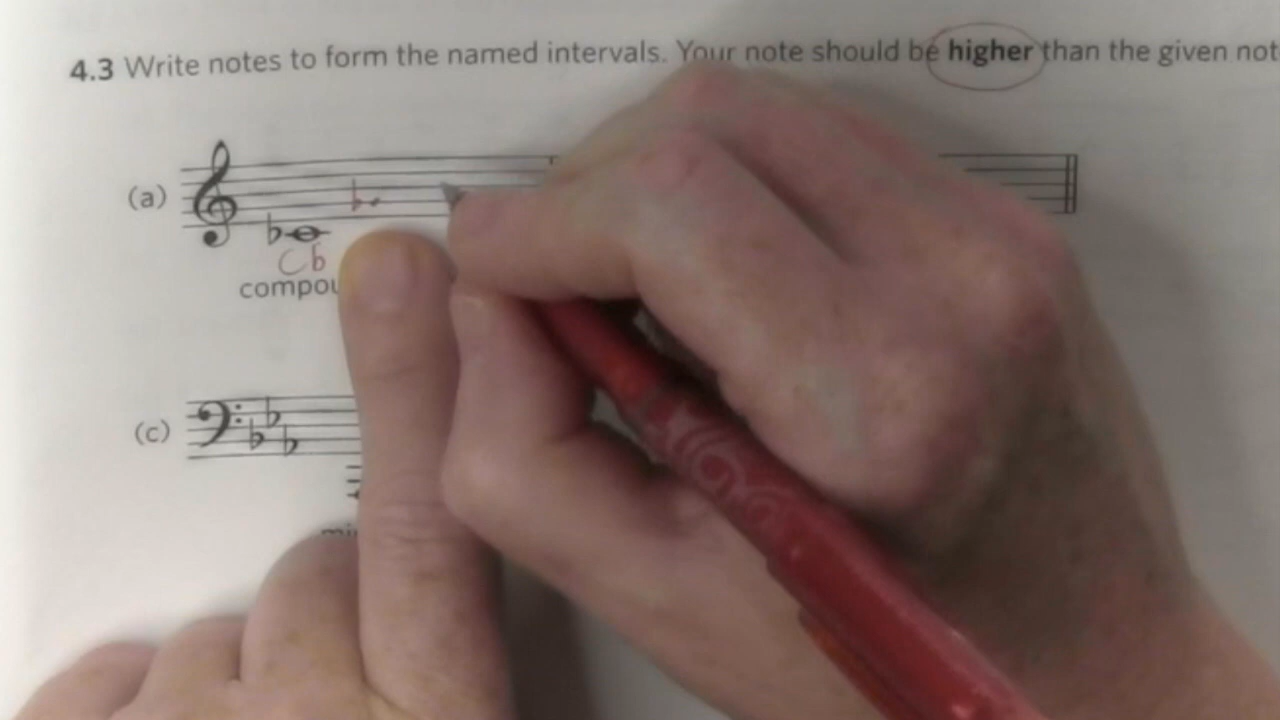 4.3 Write notes to form the named intervals. Your note should be higher than the given not
(a)
Cb
compou
(c)